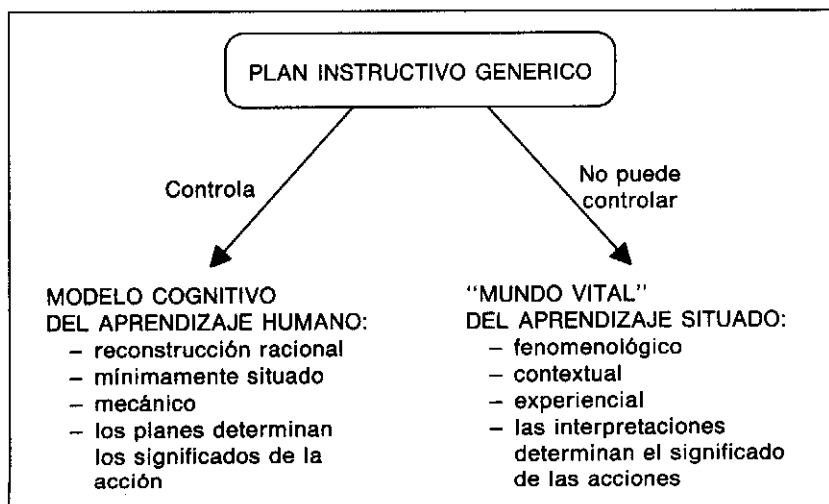 PLAN INSTRUCTIVO GENERICO
Controla
No puede
controlar
MODELO COGNITIVO
DEL APRENDIZAJE HUMANO:
– reconstrucción racional
– mínimamente situado
– mecánico
– los planes determinan
los significados de la
acción
"MUNDO VITAL"
DEL APRENDIZAJE SITUADO:
– fenomenológico
– contextual
– experiencial
– las interpretaciones
determinan el significado
de las acciones